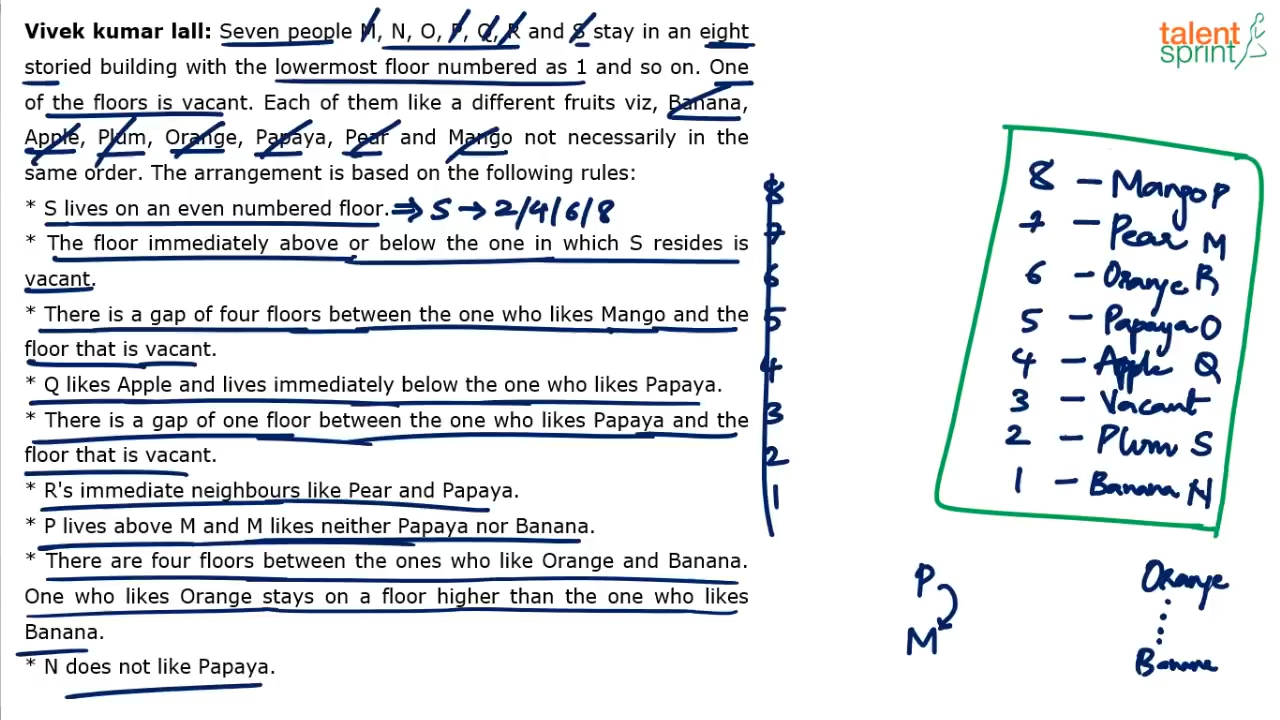 Vivek kumar lall: Seven people M, N, O, P, Q, R and S stay in an eight
storied building with the lowermost floor numbered as 1 and so on. One
of the floors is vacant. Each of them like a different fruits viz, Banana,
Apple, Plum, Orange, Papaya, Pear and Mango not necessarily in the
same order. The arrangement is based on the following rules:
* S lives on an even numbered floor. ⇒ S → 2/4/6/8
* The floor immediately above or below the one in which S resides is
vacant.
* There is a gap of four floors between the one who likes Mango and the
floor that is vacant.
* Q likes Apple and lives immediately below the one who likes Papaya.
* There is a gap of one floor between the one who likes Papaya and the
floor that is vacant.
* R's immediate neighbours like Pear and Papaya.
* P lives above M and M likes neither Papaya nor Banana.
* There are four floors between the ones who like Orange and Banana.
One who likes Orange stays on a floor higher than the one who likes
Banana.
* N does not like Papaya.
8
7
6
5
4
3
2
1
talent
sprint
8 - Mango P
7 - Pear M
6 - Orange R
5 - Papaya O
4 - Apple Q
3 - Vacant
2 - Plum S
1 - Banana N
P
M
Orange
Banana